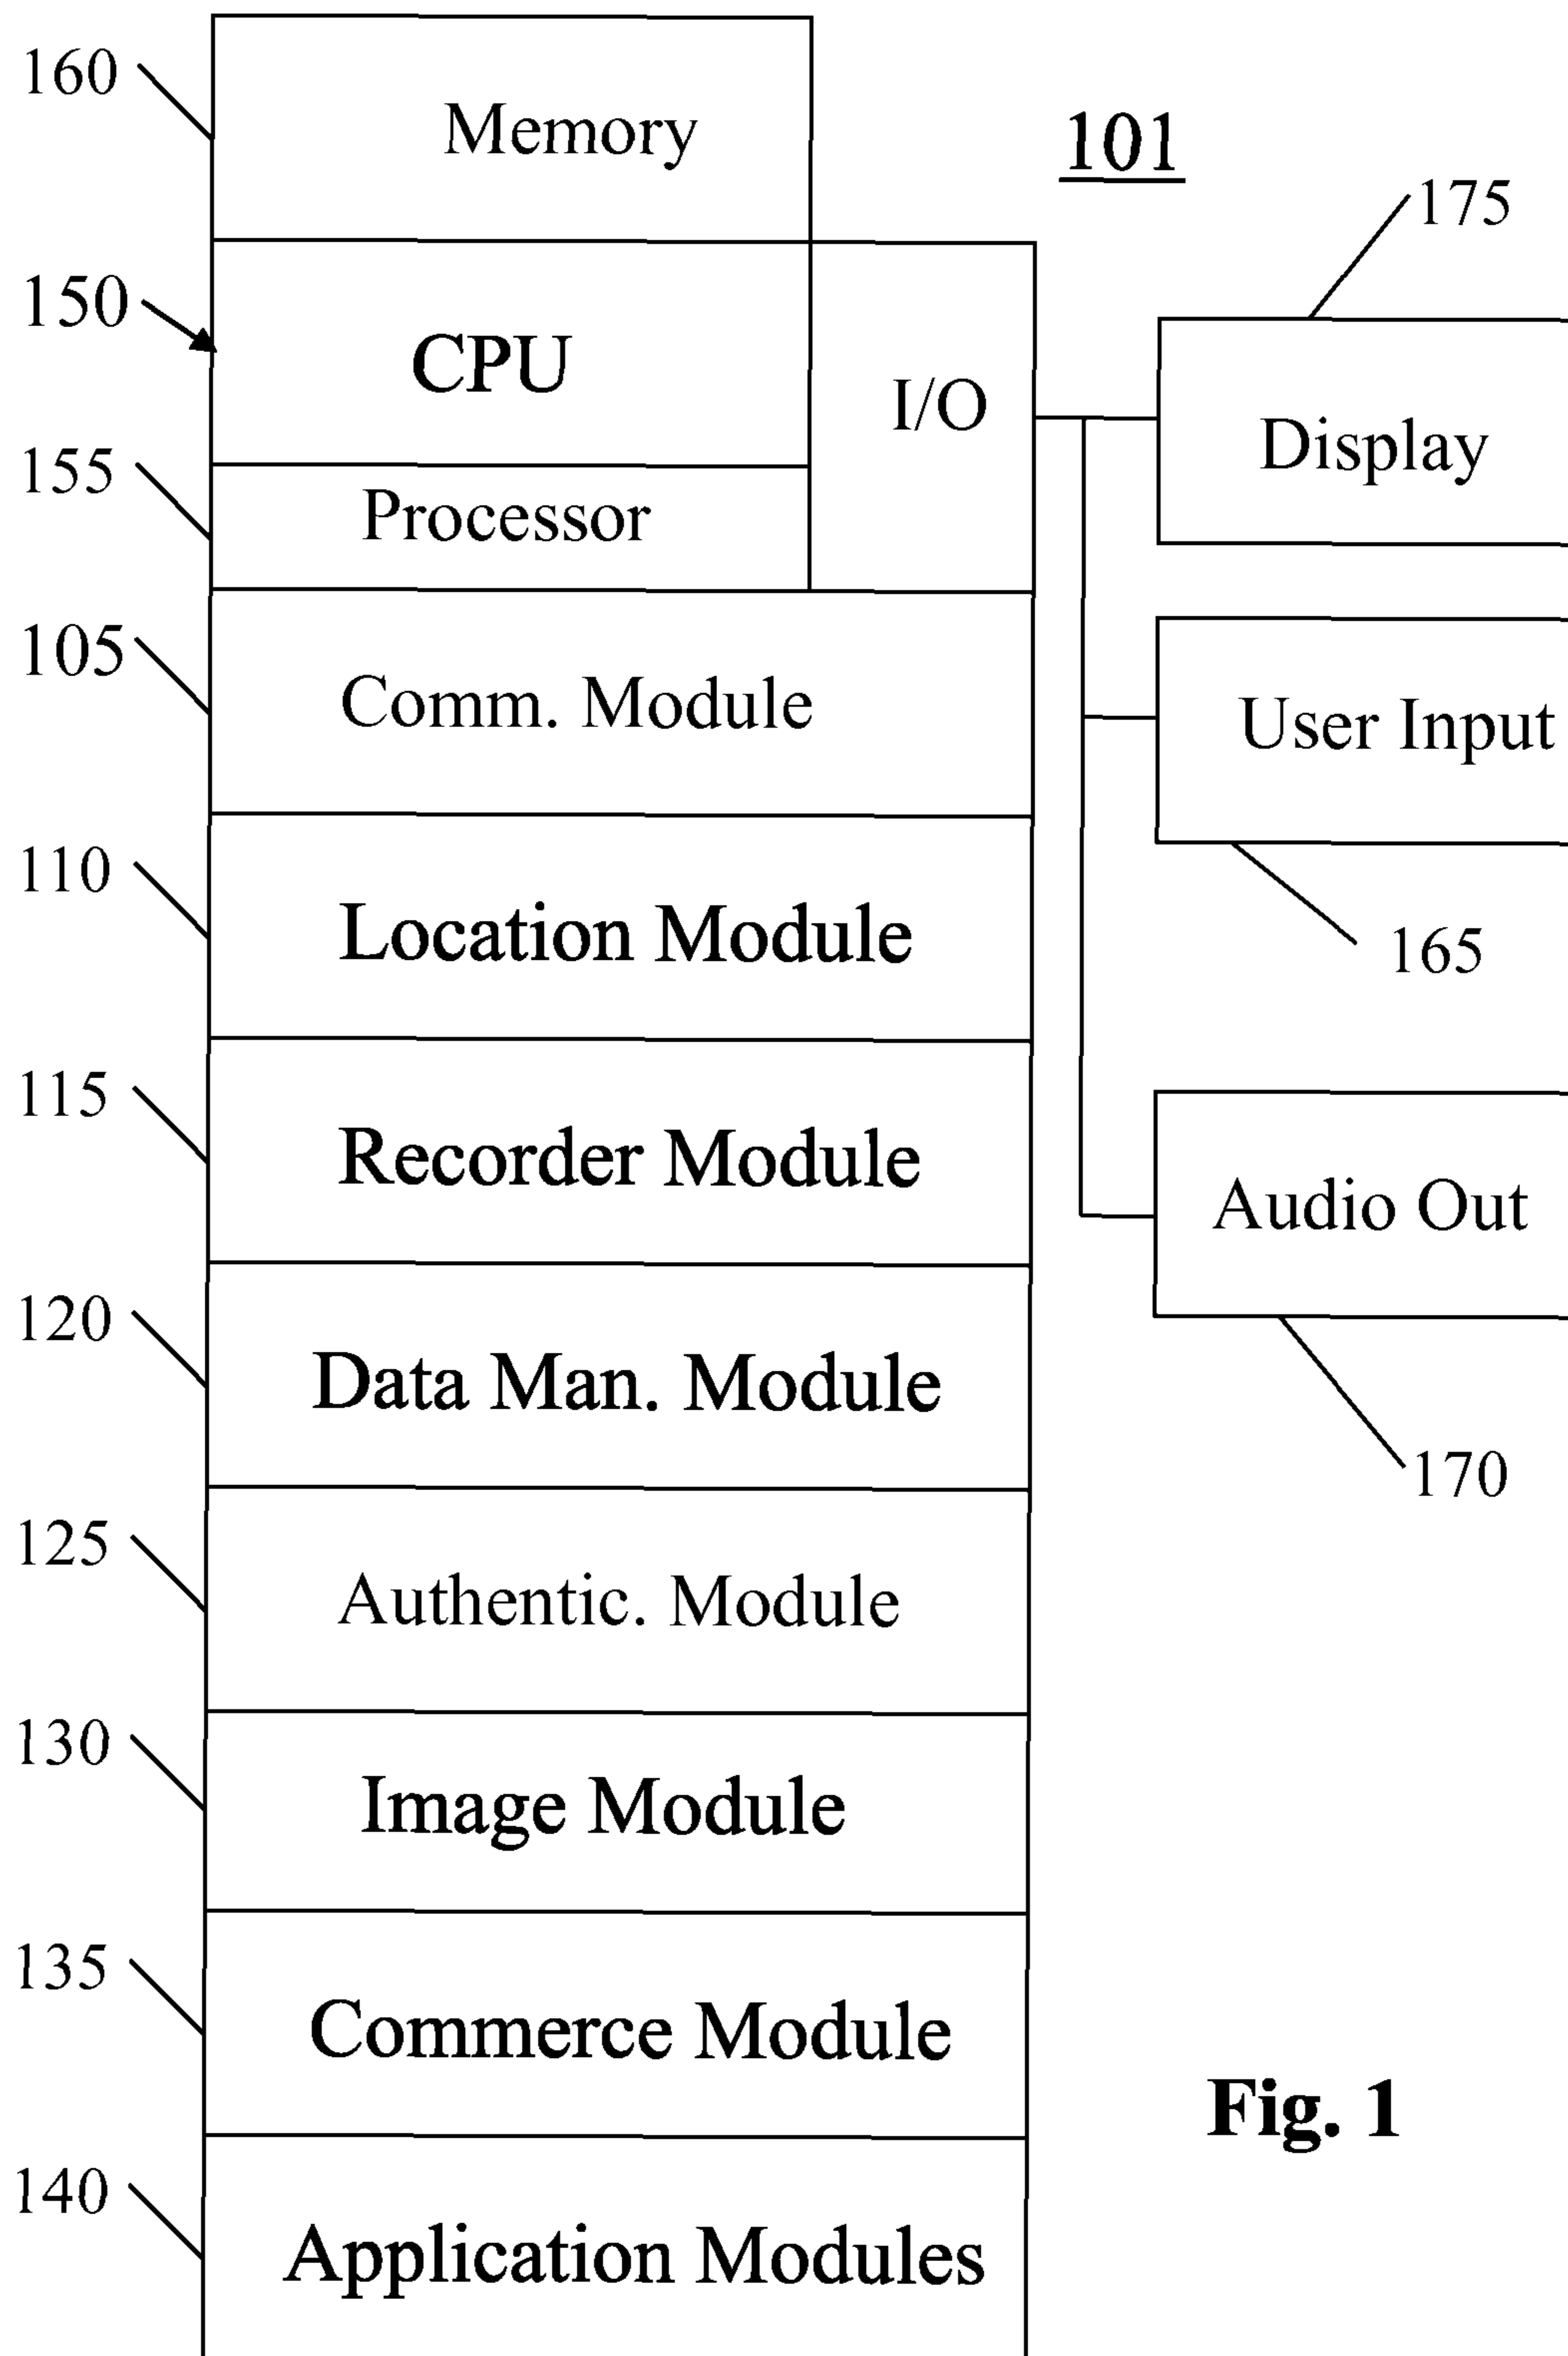 160
Memory
101
175
150
CPU
I/O
Display
155
Processor
105
Comm. Module
User Input
110
Location Module
165
115
Recorder Module
Audio Out
120
Data Man. Module
170
125
Authentic. Module
130
Image Module
135
Commerce Module
Fig. 1
140
Application Modules